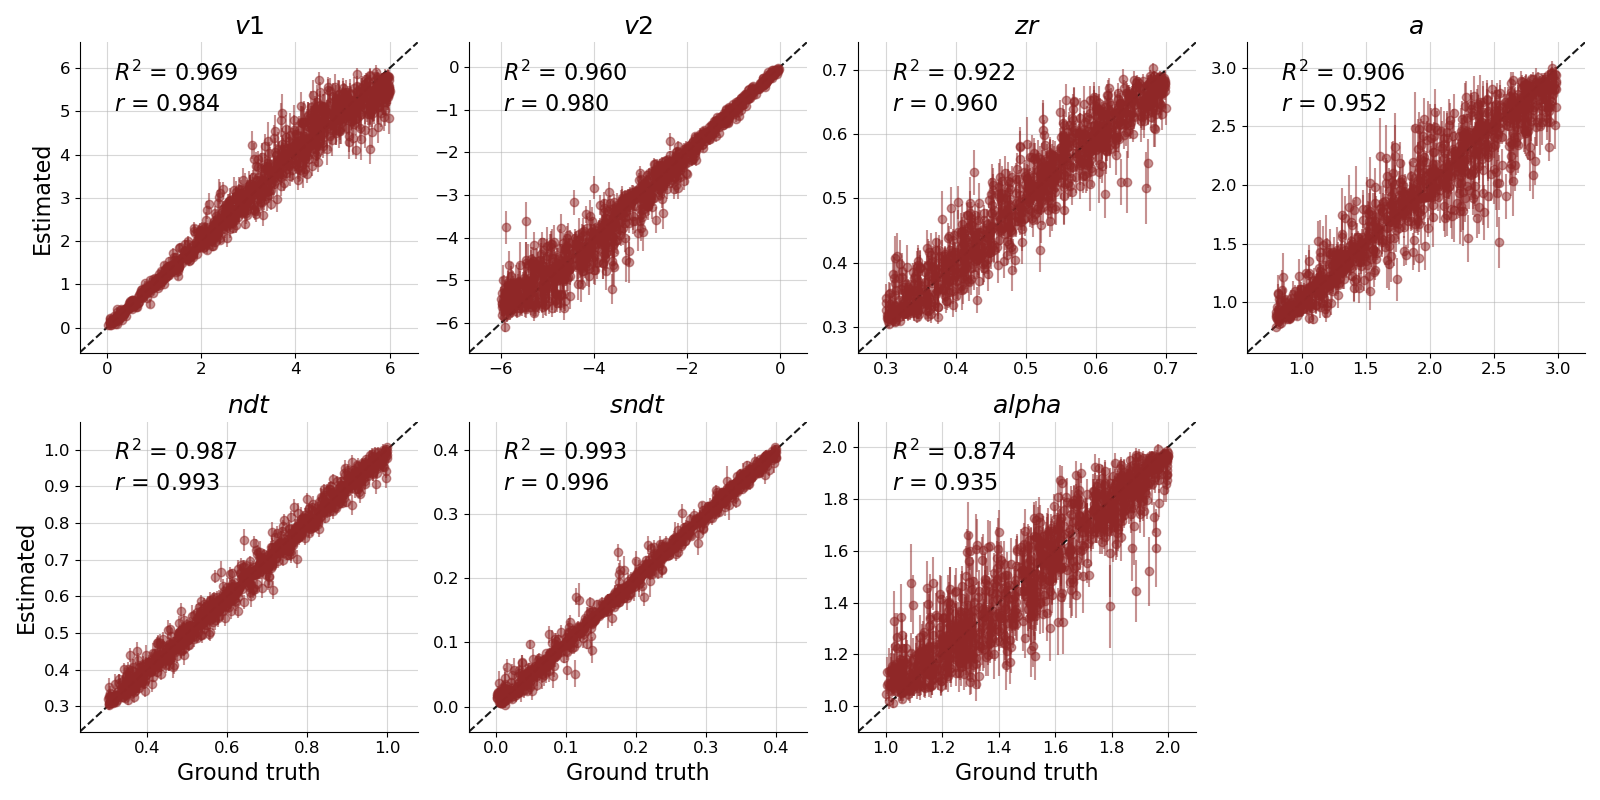 v1
R² = 0.969
r = 0.984
Estimated
6
5
4
3
2
1
0
0 2 4 6
v2
R² = 0.960
r = 0.980
0
−1
−2
−3
−4
−5
−6
−6 −4 −2 0
zr
R² = 0.922
r = 0.960
0.7
0.6
0.5
0.4
0.3
0.3 0.4 0.5 0.6 0.7
a
R² = 0.906
r = 0.952
3.0
2.5
2.0
1.5
1.0
1.0 1.5 2.0 2.5 3.0
ndt
R² = 0.987
r = 0.993
Estimated
1.0
0.9
0.8
0.7
0.6
0.5
0.4
0.3
0.4 0.6 0.8 1.0
Ground truth
sndt
R² = 0.993
r = 0.996
0.4
0.3
0.2
0.1
0.0
0.0 0.1 0.2 0.3 0.4
Ground truth
alpha
R² = 0.874
r = 0.935
2.0
1.8
1.6
1.4
1.2
1.0
1.0 1.2 1.4 1.6 1.8 2.0
Ground truth